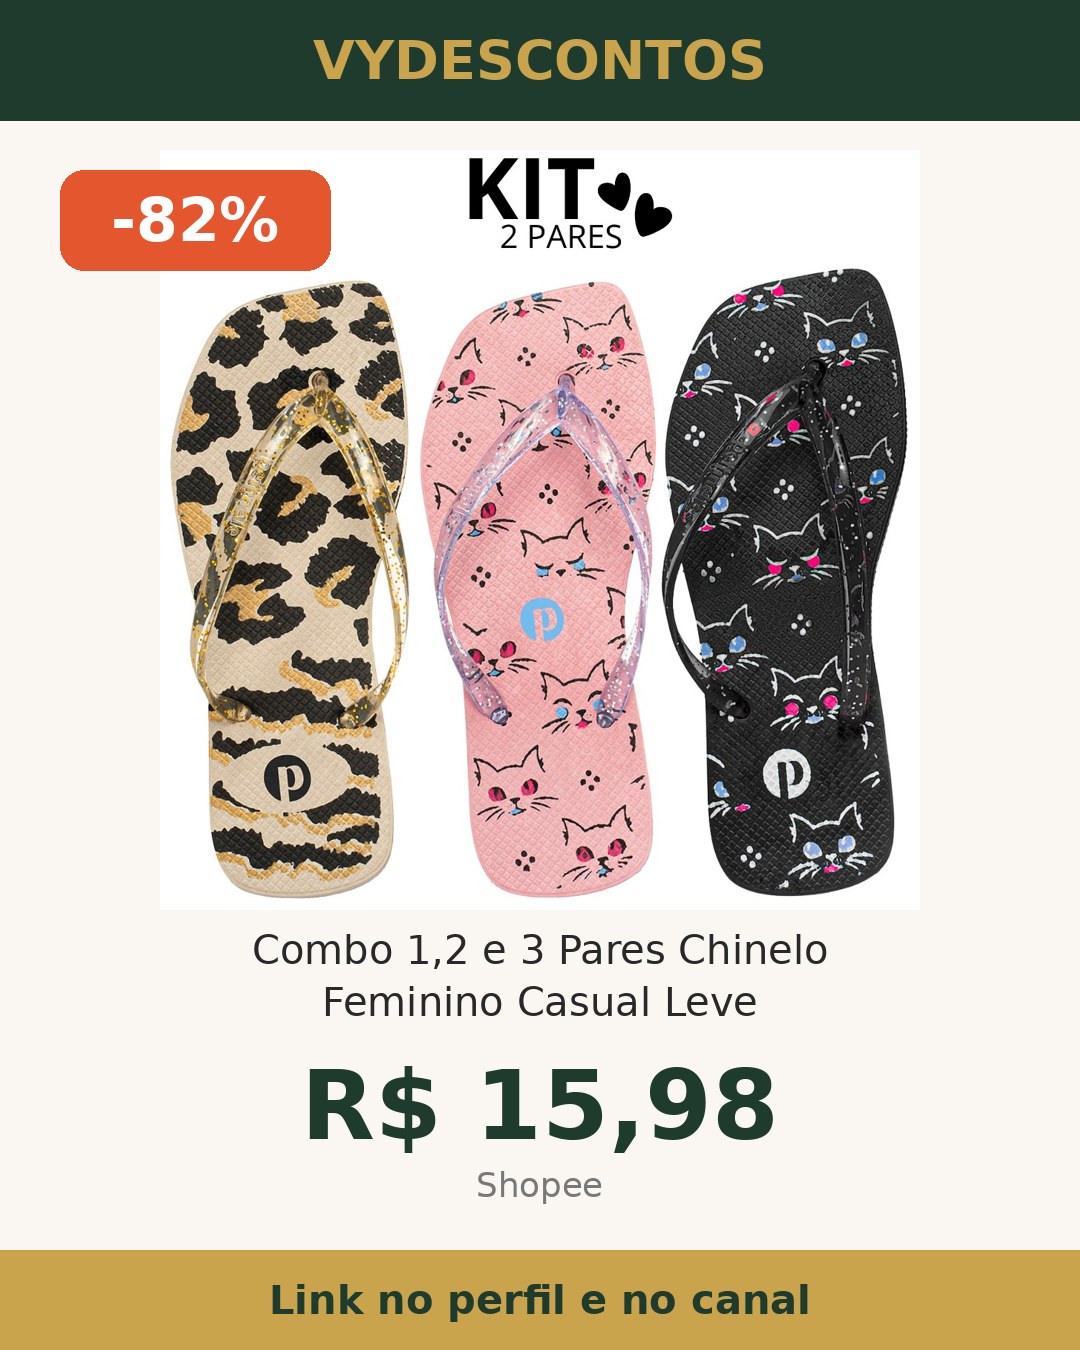 VYDESCONTOS
-82%
KIT
2 PARES
p
p
p
Combo 1,2 e 3 Pares Chinelo
Feminino Casual Leve
R$ 15,98
Shopee
Link no perfil e no canal